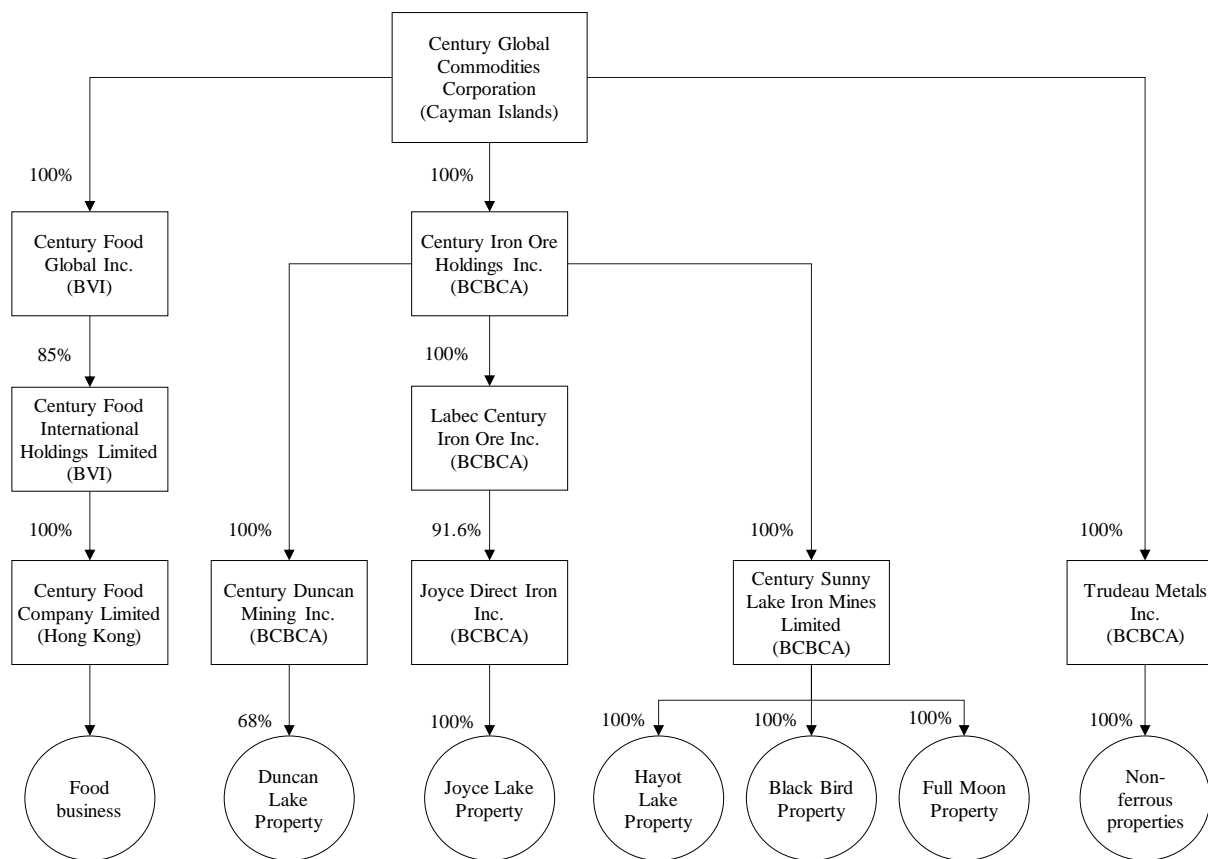 Century Global
Commodities
Corporation
(Cayman Islands)
100%
100%
Century Food
Global Inc.
(BVI)
Century Iron Ore
Holdings Inc.
(BCBCA)
85%
100%
Century Food
International
Holdings Limited
(BVI)
Labec Century
Iron Ore Inc.
(BCBCA)
100%
100%
91.6%
100%
100%
Century Food
Company Limited
(Hong Kong)
Century Duncan
Mining Inc.
(BCBCA)
Joyce Direct Iron
Inc.
(BCBCA)
Century Sunny
Lake Iron Mines
Limited
(BCBCA)
Trudeau Metals
Inc.
(BCBCA)
68%
100%
100%
100%
100%
100%
Food
business
Duncan
Lake
Property
Joyce Lake
Property
Hayot
Lake
Property
Black Bird
Property
Full Moon
Property
Non-
ferrous
properties